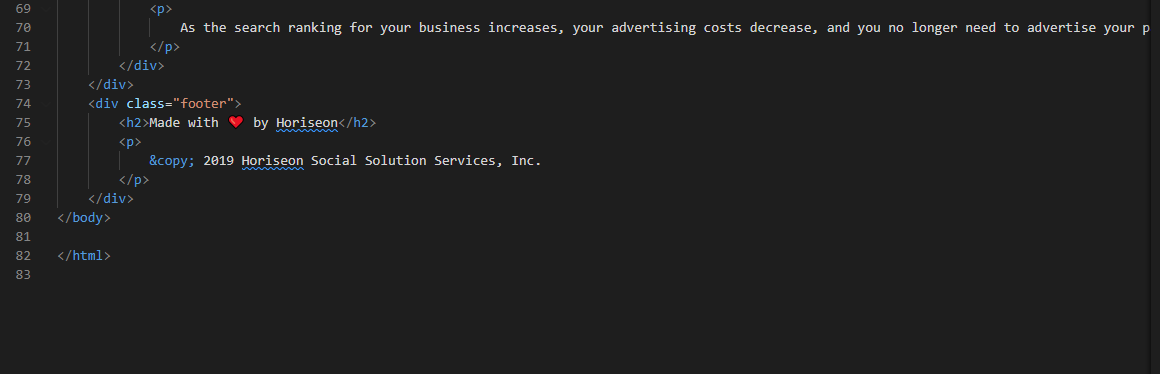 69 <p>
70 As the search ranking for your business increases, your advertising costs decrease, and you no longer need to advertise your p
71 </p>
72 </div>
73 </div>
74 <div class="footer">
75 <h2>Made with ❤️ by Horiseon</h2>
76 <p>
77 &copy; 2019 Horiseon Social Solution Services, Inc.
78 </p>
79 </div>
80 </body>
81
82 </html>
83